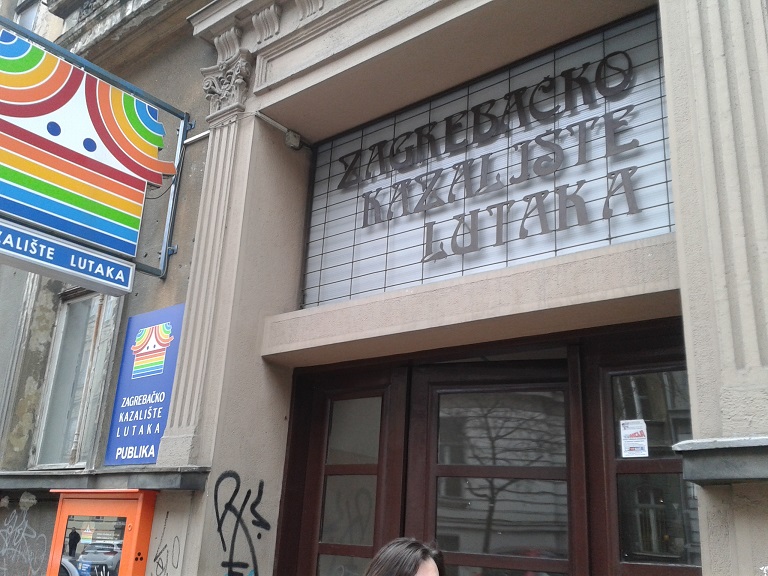 ZAGREBAČKO
KAZALIŠTE
LUTAKA
ZALIŠTE LUTAKA
ZAGREBAČKO
KAZALIŠTE
LUTAKA
PUBLIKA